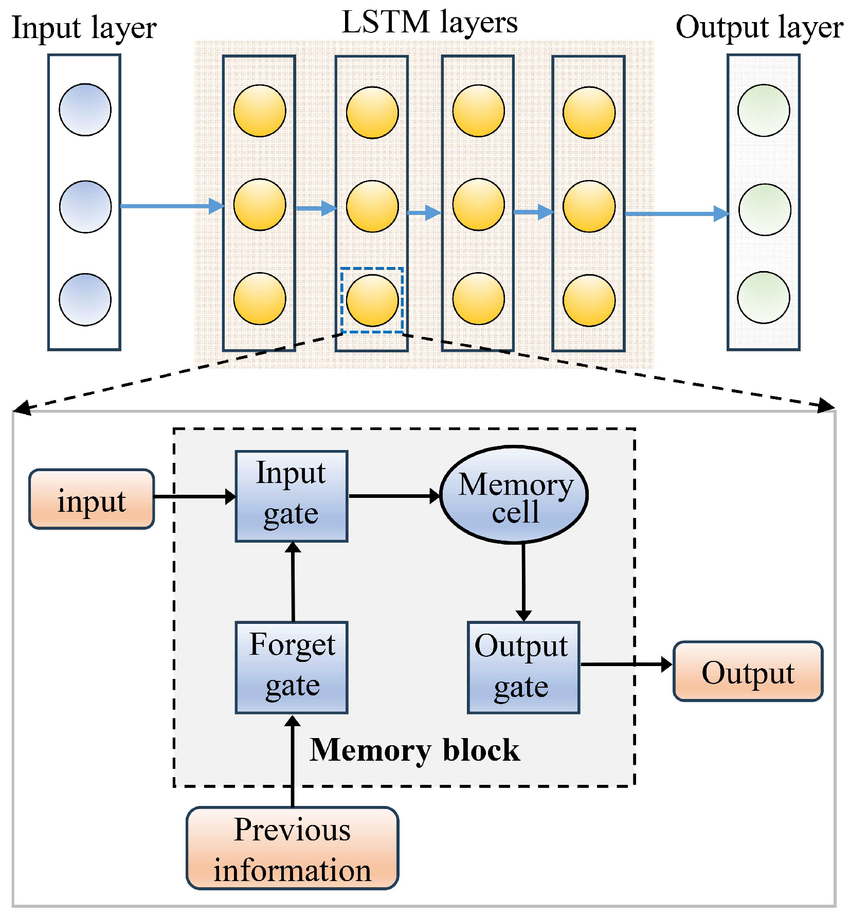 Input layer
LSTM layers
Output layer
input
Input
gate
Memory
cell
Forget
gate
Output
gate
Output
Memory block
Previous
information